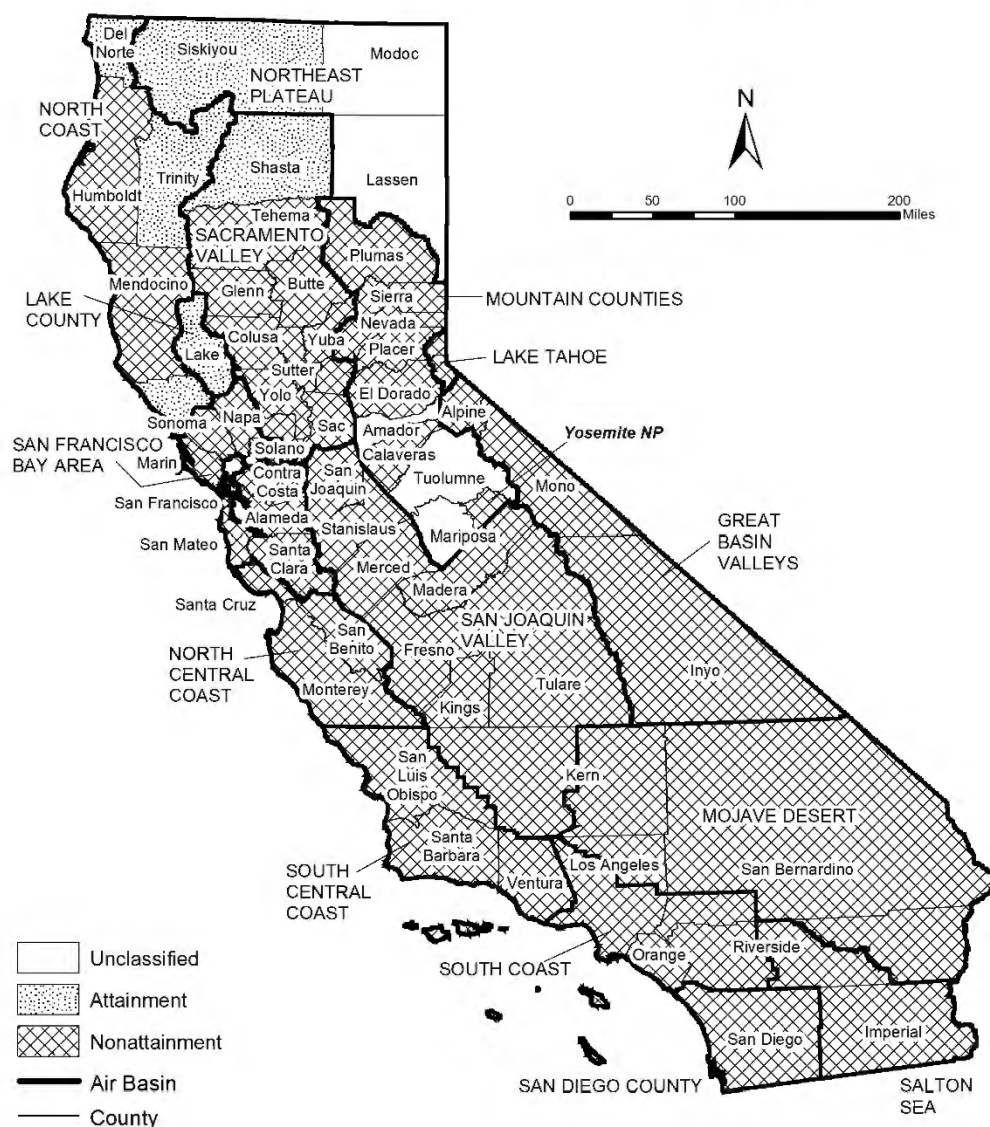 Del
Norte
Siskiyou
Modoc
NORTHEAST
PLATEAU
NORTH
COAST
N
Shasta
Trinity
Lassen
Humboldt
0 50 100 200
Miles
Tehema
SACRAMENTO
VALLEY
Plumas
Mendocino
Glenn
Butte
Sierra
MOUNTAIN COUNTIES
LAKE
COUNTY
Colusa
Yuba
Nevada
Placer
Lake
Sutter
LAKE TAHOE
Yolo
El Dorado
Napa
Sonoma
Sac
Alpine
Amador
Calaveras
Yosemite NP
SAN FRANCISCO
BAY AREA
Marin
Solano
Contra
Costa
San
Joaquin
Tuolumne
Mono
San Francisco
Alameda
Stanislaus
Mariposa
GREAT
BASIN
VALLEYS
San Mateo
Santa
Clara
Merced
Madera
Santa Cruz
SAN JOAQUIN
VALLEY
San
Benito
Fresno
NORTH
CENTRAL
COAST
Inyo
Monterey
Tulare
Kings
San
Luis
Obispo
Kern
MOJAVE DESERT
Santa
Barbara
Los Angeles
San Bernardino
SOUTH
CENTRAL
COAST
Ventura
Orange
Riverside
SOUTH COAST
San Diego
Imperial
SAN DIEGO COUNTY
SALTON
SEA
Unclassified
Attainment
Nonattainment
Air Basin
County